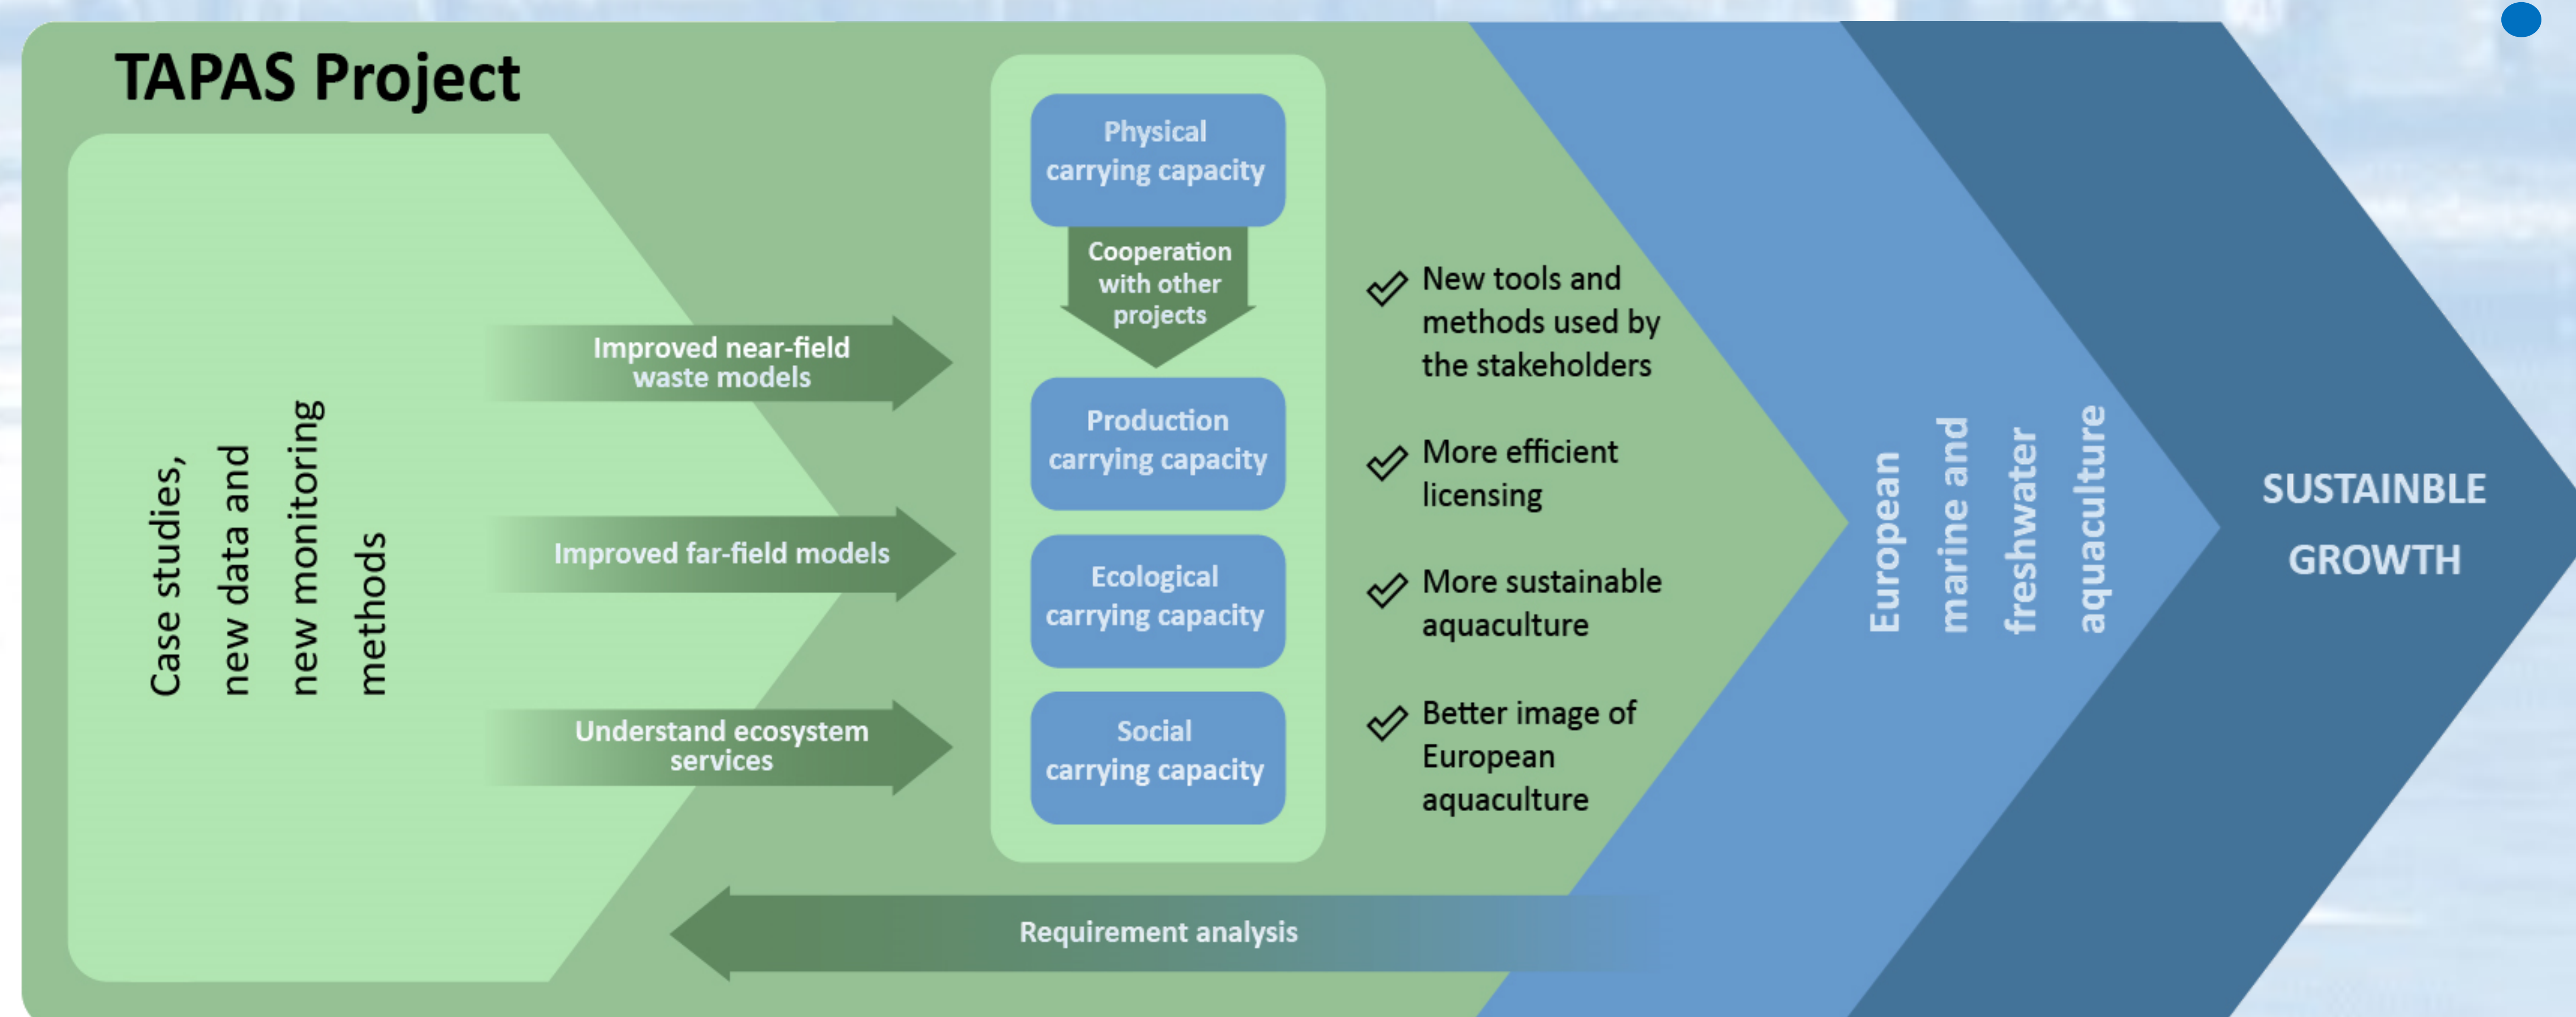 TAPAS Project
Case studies,
new data and
new monitoring
methods
Improved near-field
waste models
Improved far-field models
Understand ecosystem
services
Physical
carrying capacity
Cooperation
with other
projects
Production
carrying capacity
Ecological
carrying capacity
Social
carrying capacity
New tools and
methods used by
the stakeholders
More efficient
licensing
More sustainable
aquaculture
Better image of
European
aquaculture
Requirement analysis
European
marine and
freshwater
aquaculture
SUSTAINBLE
GROWTH